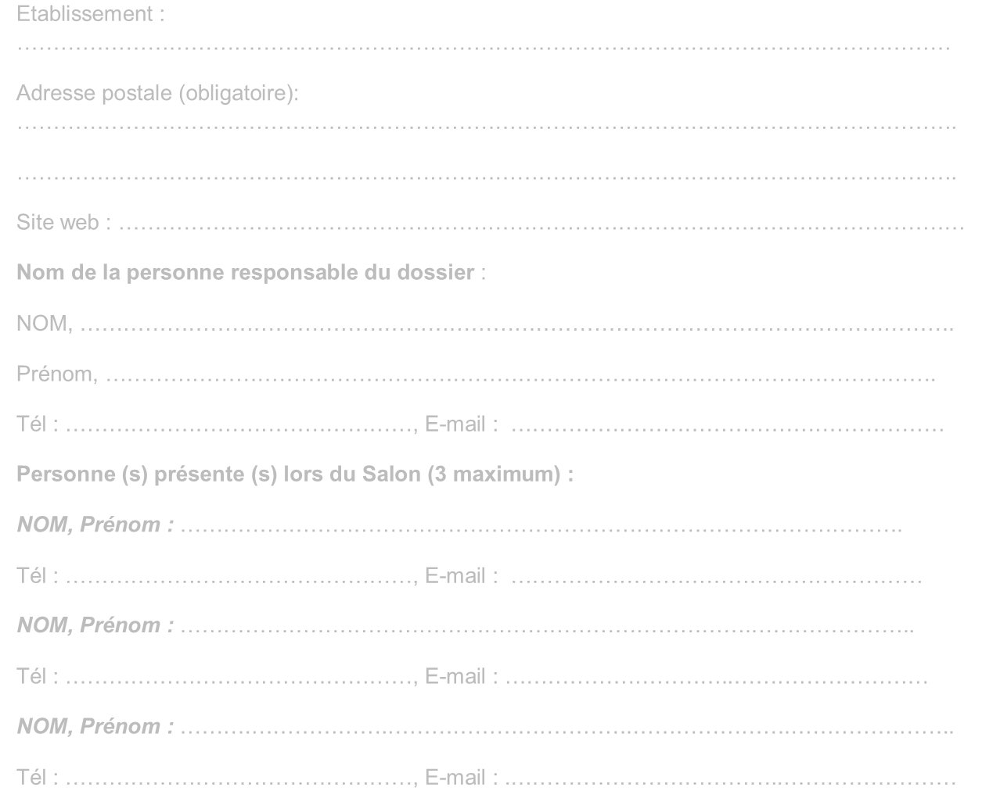 Etablissement :
…………………………………………………………………………………………………………………
Adresse postale (obligatoire):
………………………………………………………………………………………………………………….
………………………………………………………………………………………………………………….
Site web : ………………………………………………………………………………………………………
Nom de la personne responsable du dossier :
NOM, ………………………………………………………………………………………………………….
Prénom, …………………………………………………………………………………………………….
Tél : …………………………………………, E-mail :  ……………………………………………………
Personne (s) présente (s) lors du Salon (3 maximum) :
NOM, Prénom : ……………………………………………………………………………………….
Tél : …………………………………………, E-mail :  …………………………………………………
NOM, Prénom : …………………………………………………………………….…………………..
Tél : …………………………………………, E-mail : …………………………..………………………
NOM, Prénom : ……………………….……………………………………………….…………………..
Tél : …………………………………………, E-mail : ..………………………………..……………………